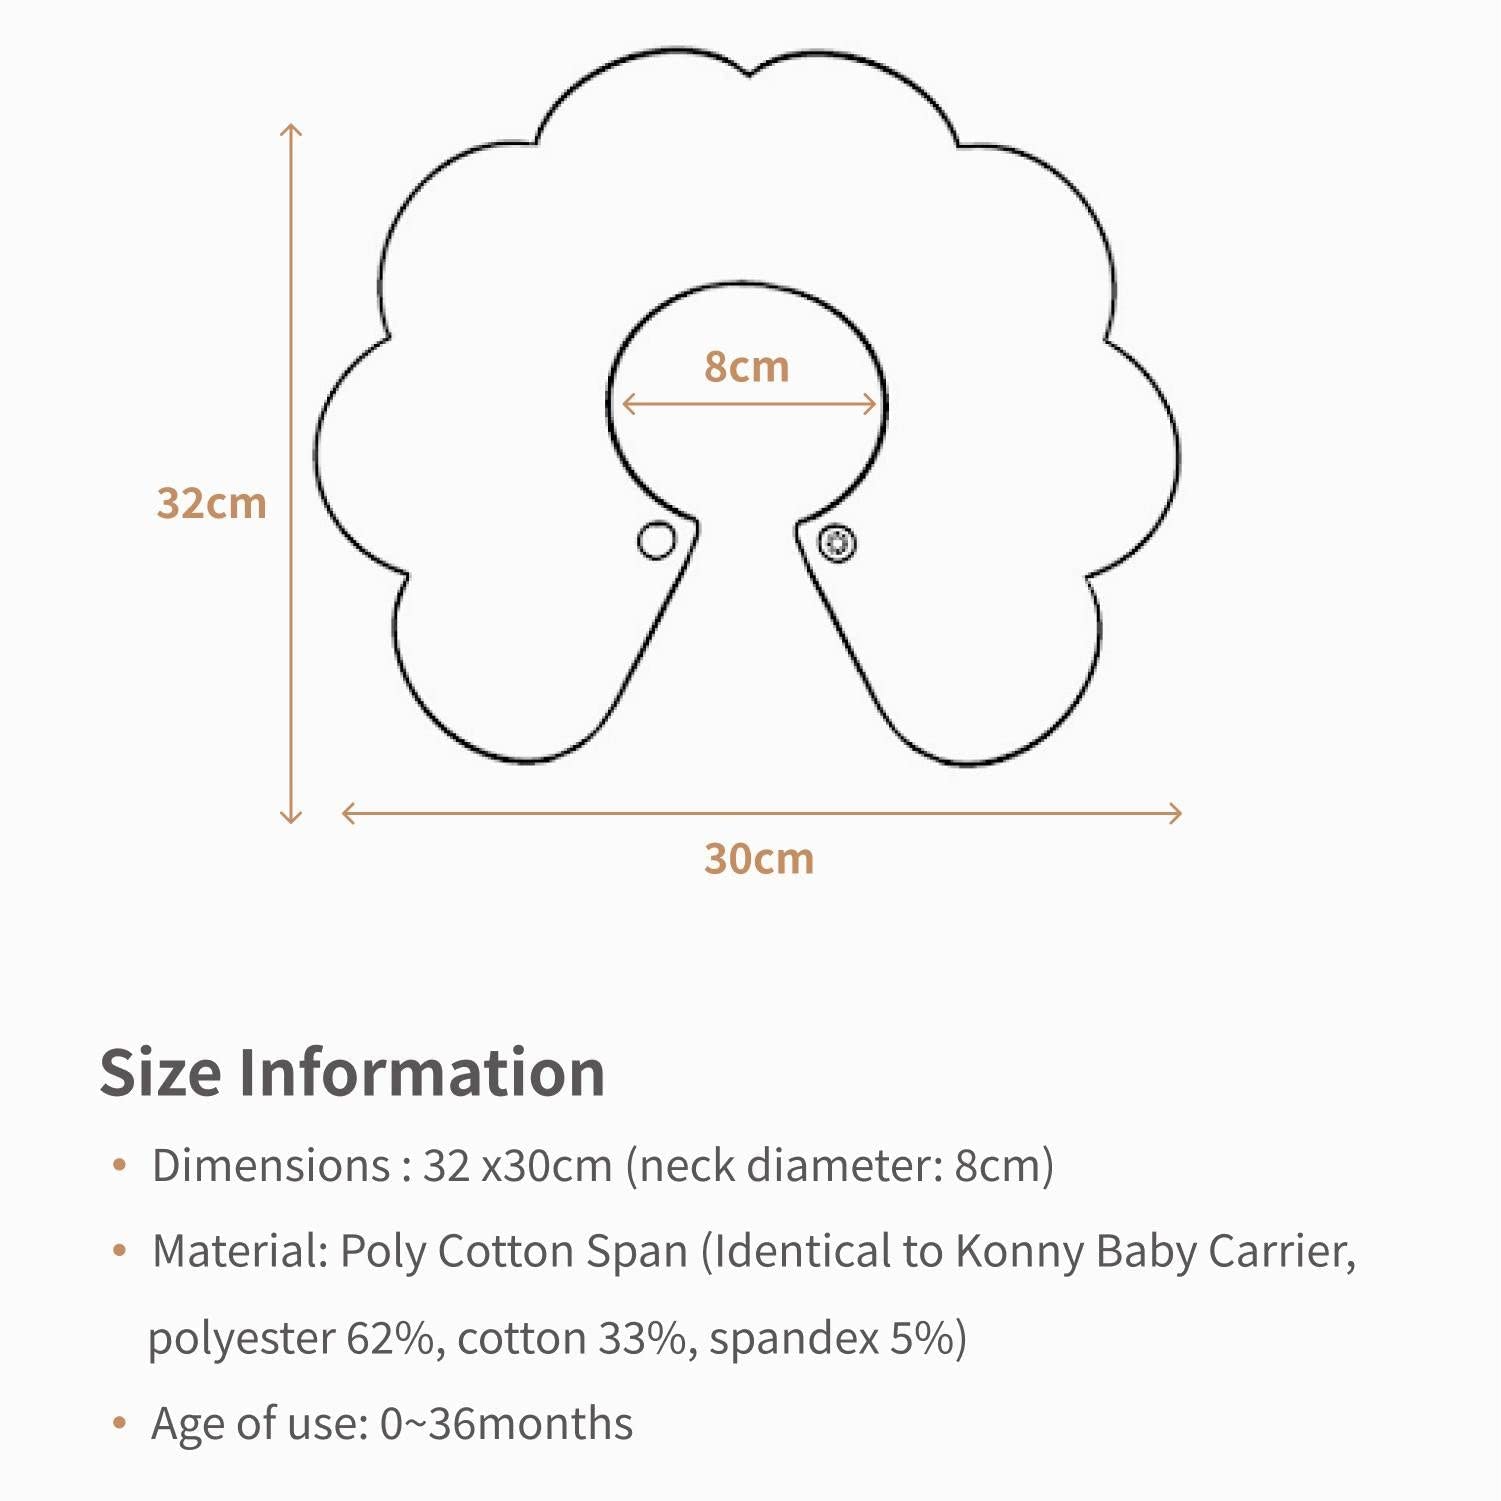 8cm
32cm
30cm
Size Information
• Dimensions : 32 x30cm (neck diameter: 8cm)
• Material: Poly Cotton Span (Identical to Konny Baby Carrier,
polyester 62%, cotton 33%, spandex 5%)
• Age of use: 0~36months